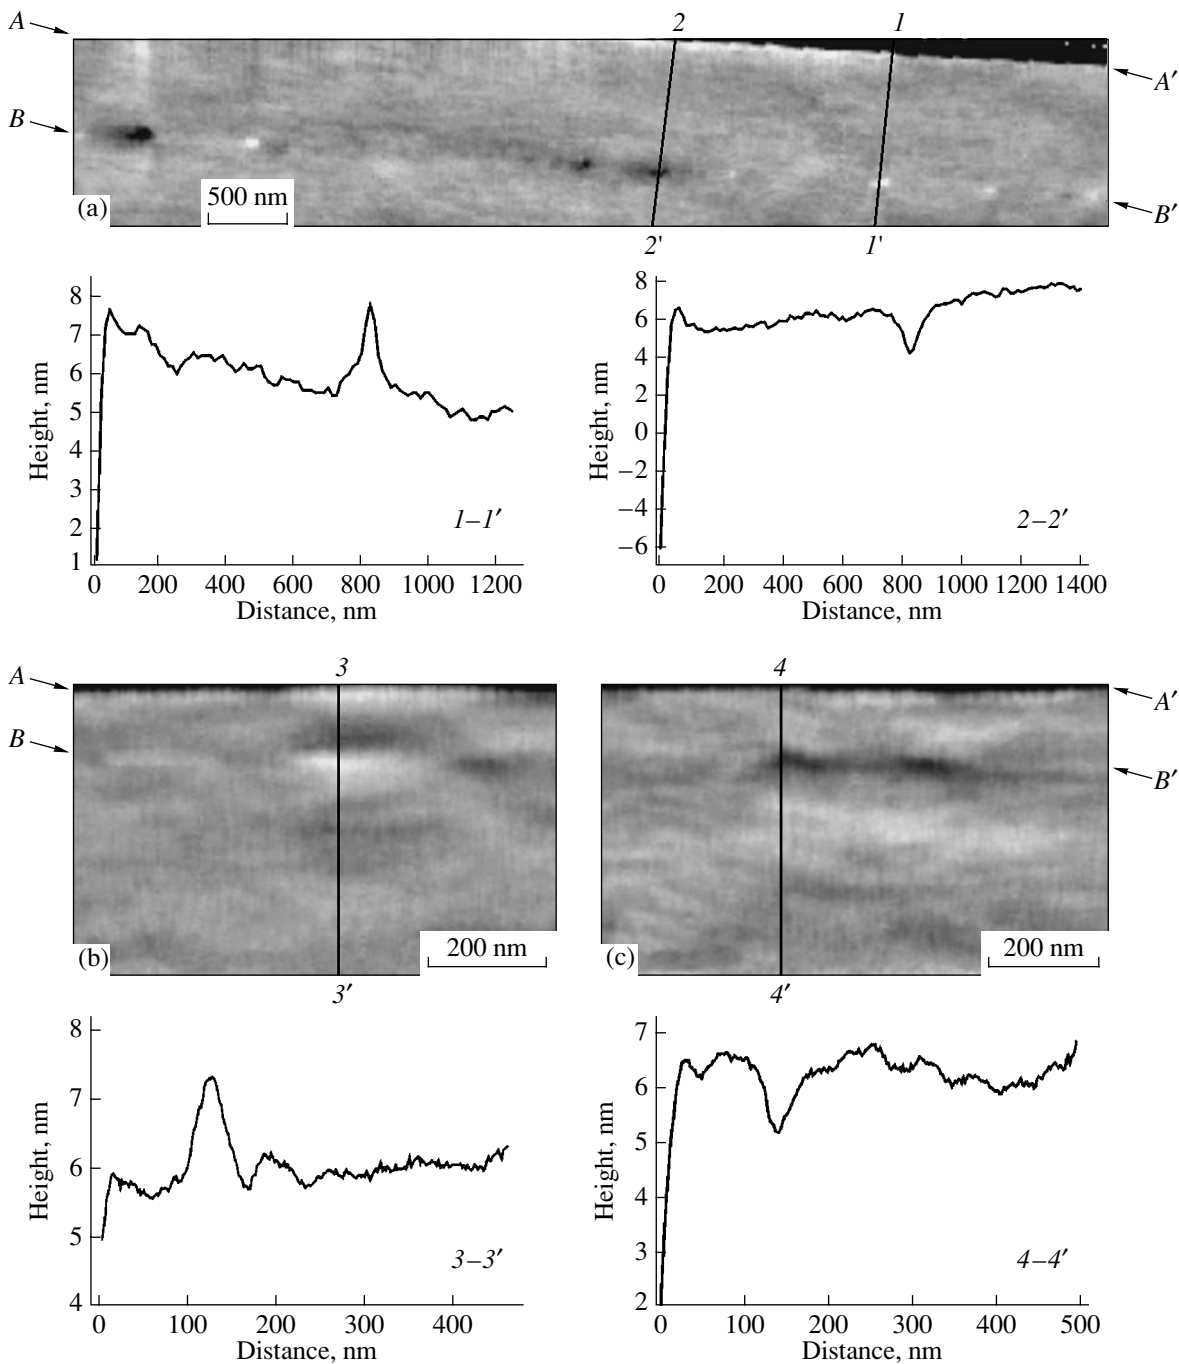 A 2 1
A′
B
(a) 500 nm
B′
2' 1'
8
7
6
5
4
3
2
1
Height, nm
1–1′
0 200 400 600 800 1000 1200
Distance, nm
8
6
4
2
0
−2
−4
−6
Height, nm
2–2′
0 200 400 600 800 1000 1200 1400
Distance, nm
A 3 4
A′
B
B′
(b) 200 nm
(c) 200 nm
3′ 4′
8
7
6
5
4
Height, nm
3–3′
0 100 200 300 400
Distance, nm
7
6
5
4
3
2
Height, nm
4–4′
0 100 200 300 400 500
Distance, nm